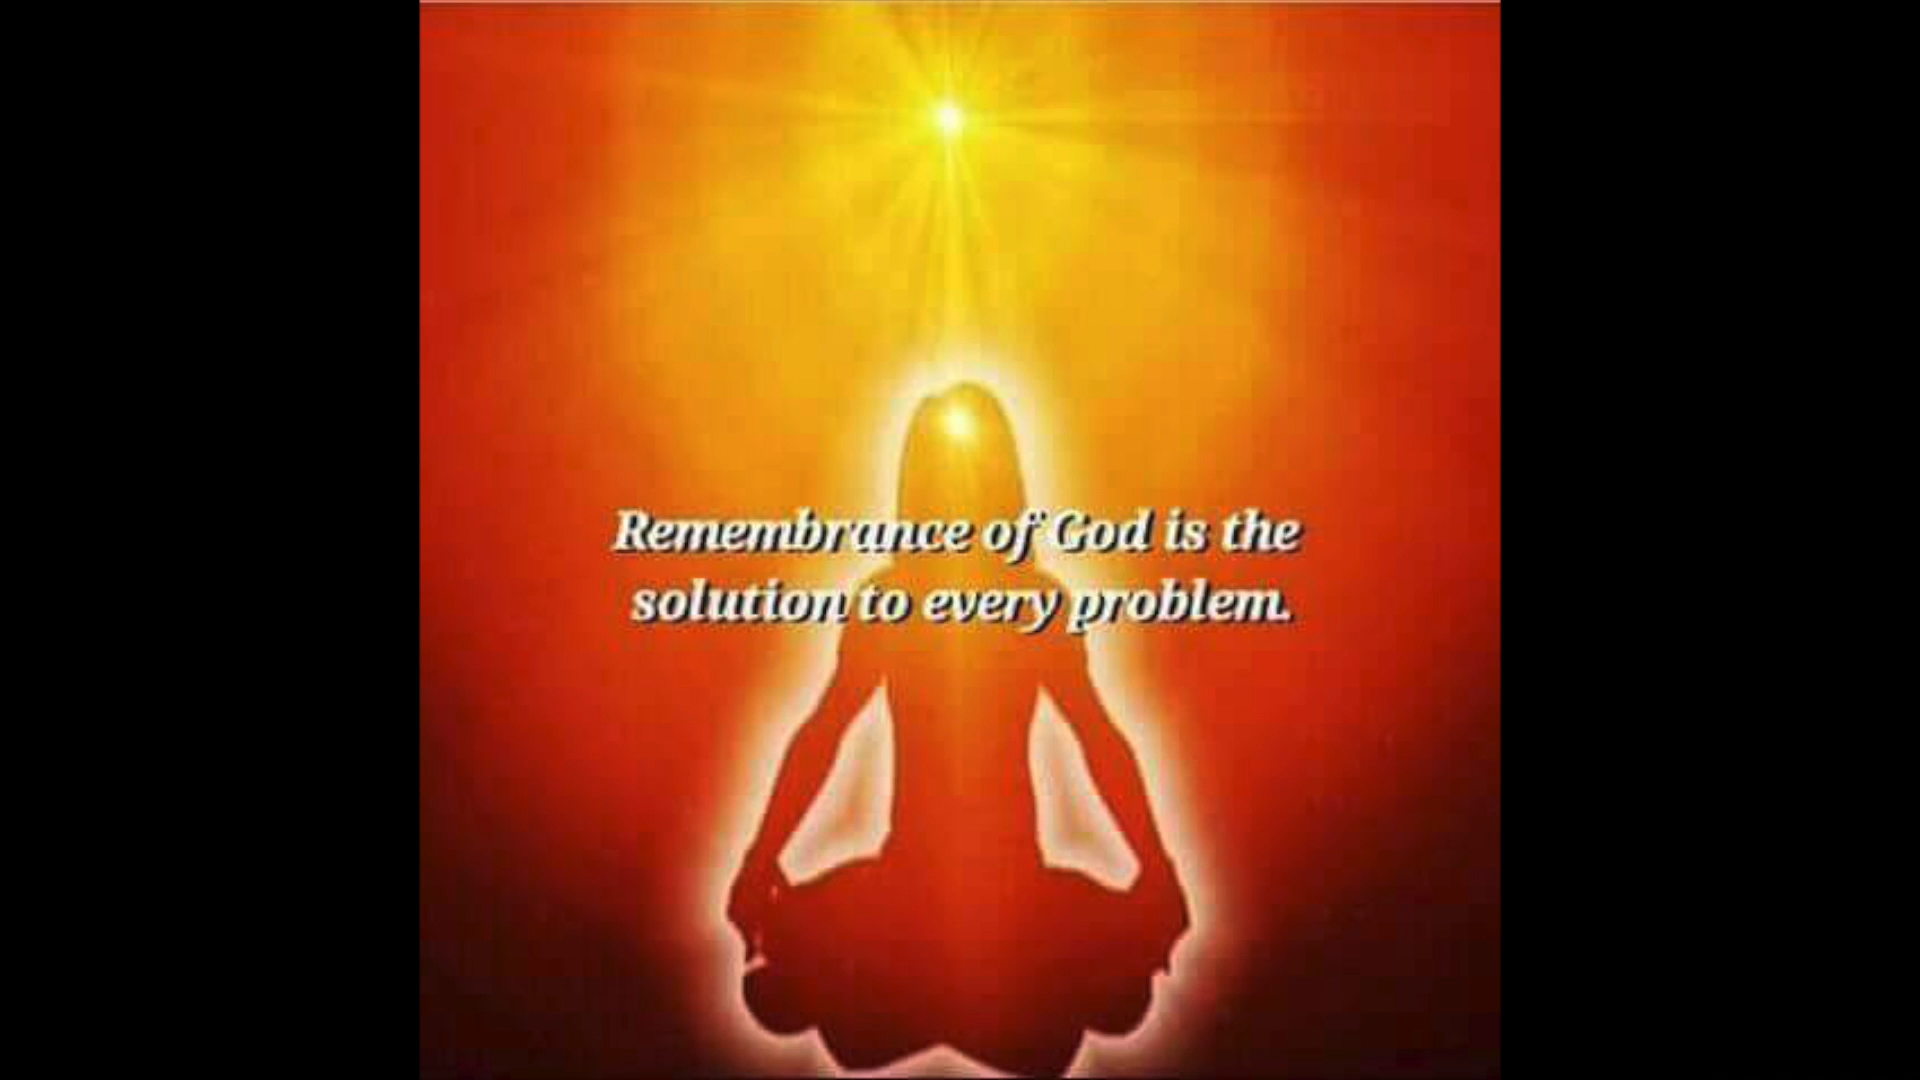 Remembrance of God is the
solution to every problem.